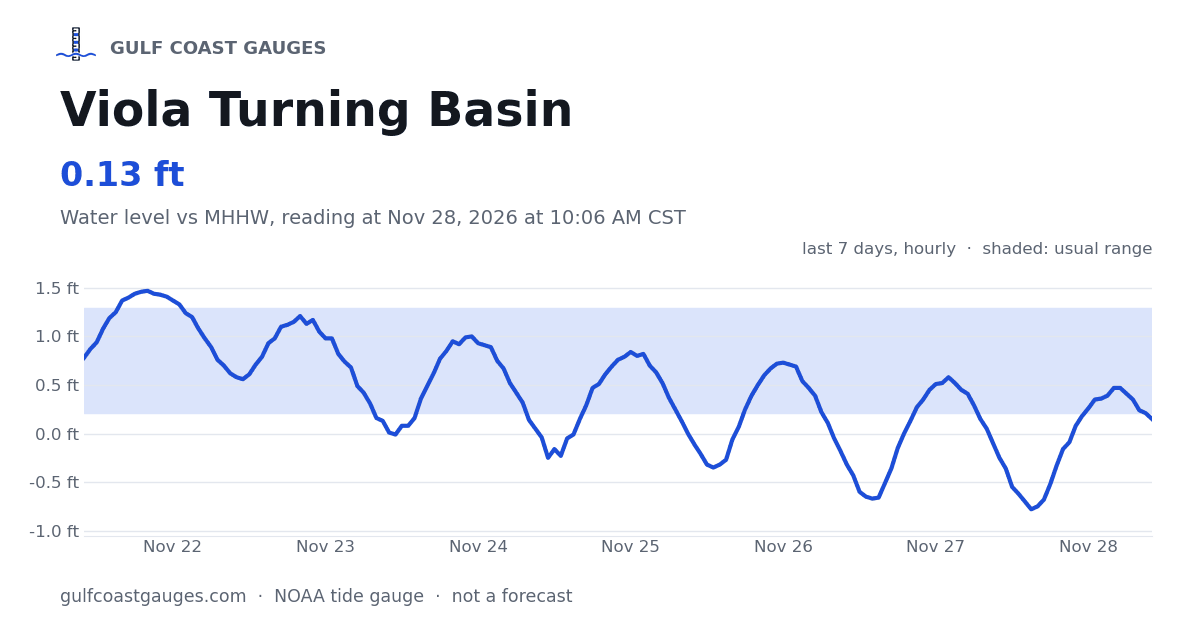 GULF COAST GAUGES
Viola Turning Basin
0.13 ft
Water level vs MHHW, reading at Nov 28, 2026 at 10:06 AM CST
last 7 days, hourly · shaded: usual range
1.5 ft
1.0 ft
0.5 ft
0.0 ft
-0.5 ft
-1.0 ft
Nov 22 Nov 23 Nov 24 Nov 25 Nov 26 Nov 27 Nov 28
gulfcoastgauges.com · NOAA tide gauge · not a forecast